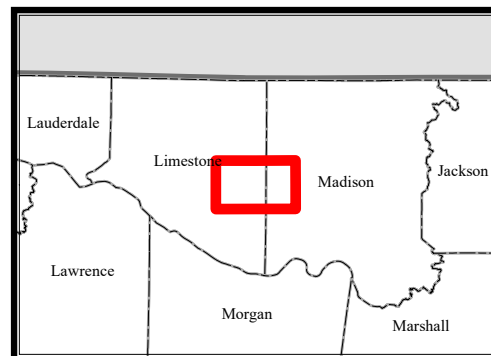 Lauderdale
Limestone
Madison
Jackson
Lawrence
Morgan
Marshall